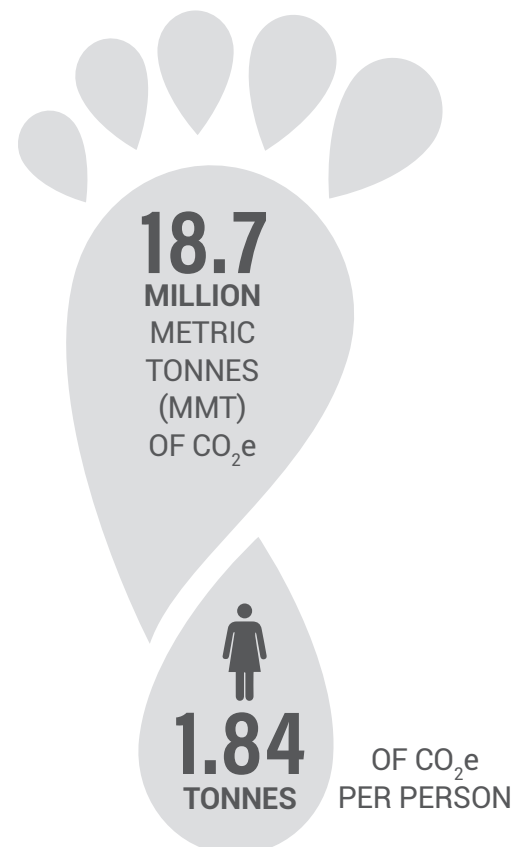 18.7
MILLION
METRIC
TONNES
(MMT)
OF CO₂e
1.84
TONNES
OF CO₂e
PER PERSON